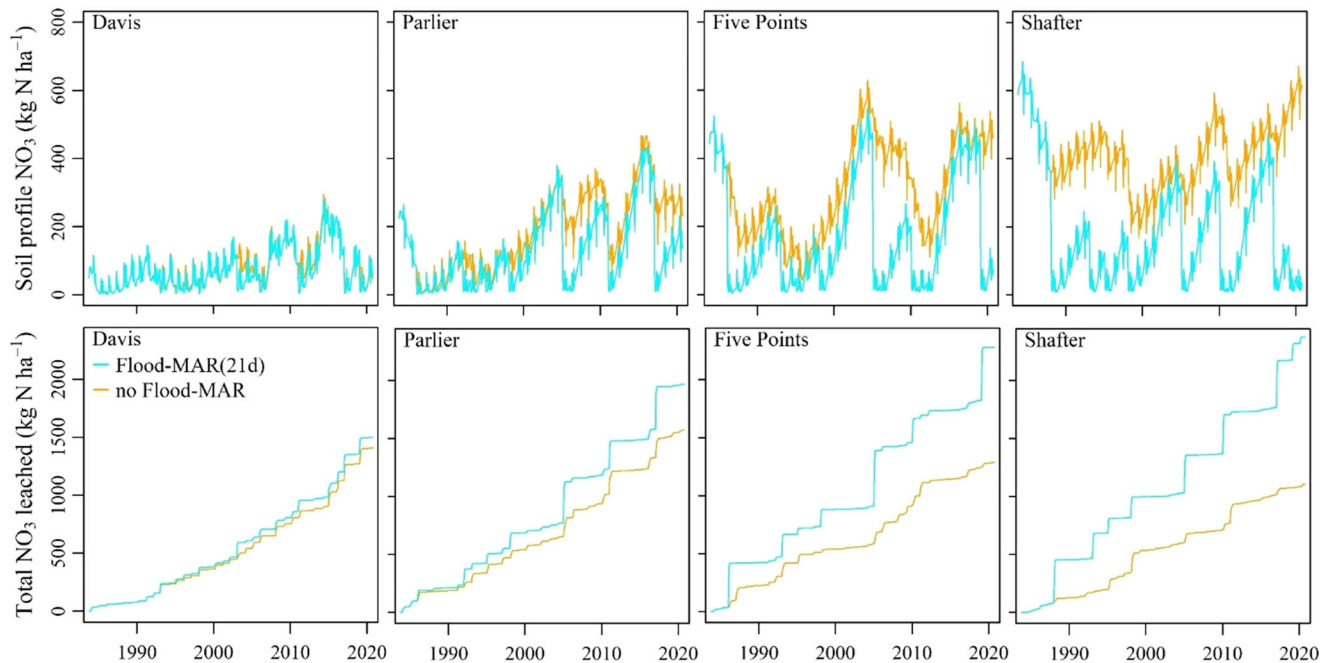 Davis
Parlier
Five Points
Shafter
Soil profile NO₃ (kg N ha⁻¹)
800
600
400
200
0
Davis
Parlier
Five Points
Shafter
Flood-MAR(21d)
no Flood-MAR
Total NO₃ leached (kg N ha⁻¹)
2000
1500
1000
500
0
1990 2000 2010 2020 1990 2000 2010 2020 1990 2000 2010 2020 1990 2000 2010 2020